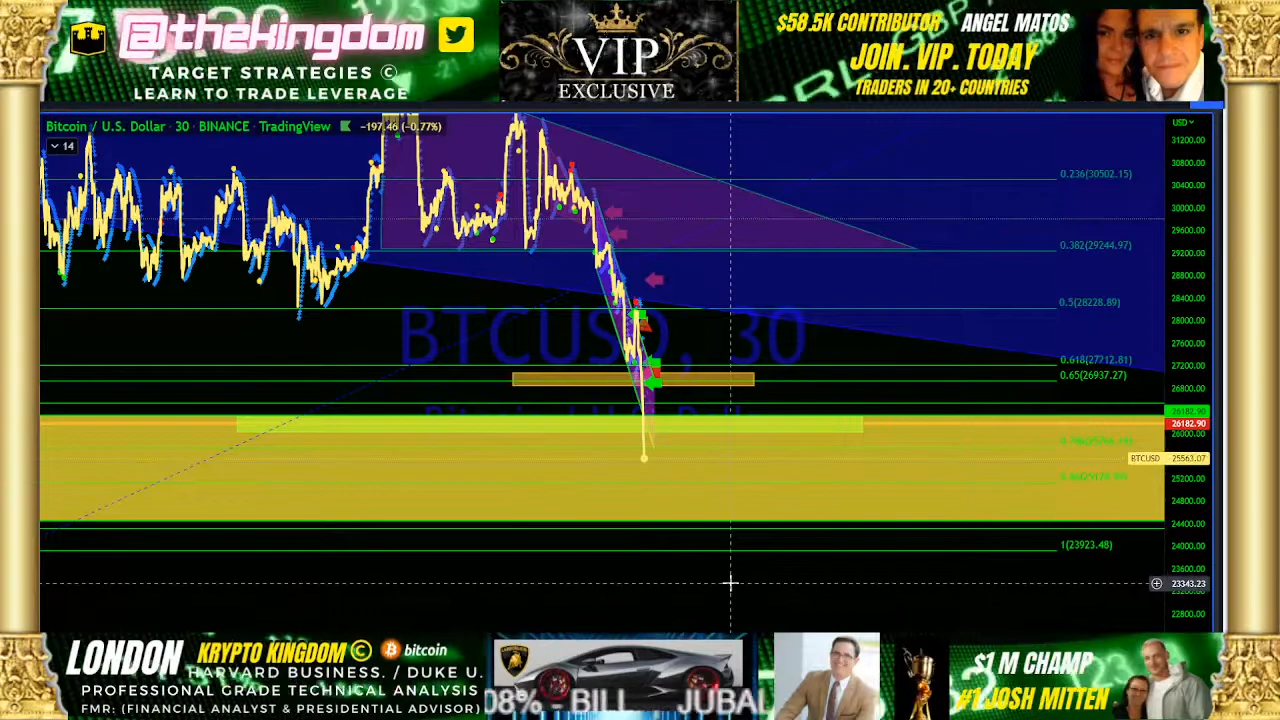 @thekingdom
TARGET STRATEGIES ©
LEARN TO TRADE LEVERAGE
VIP
EXCLUSIVE
$58.5K CONTRIBUTOR ANGEL MATOS
JOIN. VIP. TODAY
TRADERS IN 20+ COUNTRIES
Bitcoin / U.S. Dollar · 30 · BINANCE · TradingView −197.46 (−0.77%)
14
USD
31200.00
30800.00
0.236(30502.15)
30400.00
30000.00
29600.00
0.382(29244.97)
29200.00
28800.00
28400.00
0.5(28228.89)
28000.00
BTCUSD, 30
27600.00
0.618(27212.81)
27200.00
0.65(26937.27)
26800.00
26182.90
26182.90
26000.00
BTCUSD 25563.07
25200.00
24800.00
24400.00
1(23923.48)
24000.00
23600.00
23343.23
22800.00
LONDON KRYPTO KINGDOM © bitcoin
HARVARD BUSINESS. / DUKE U.
PROFESSIONAL GRADE TECHNICAL ANALYSIS
FMR: (FINANCIAL ANALYST & PRESIDENTIAL ADVISOR)
08% - BILL JUBAL
$1 M CHAMP
#1 JOSH MITTEN